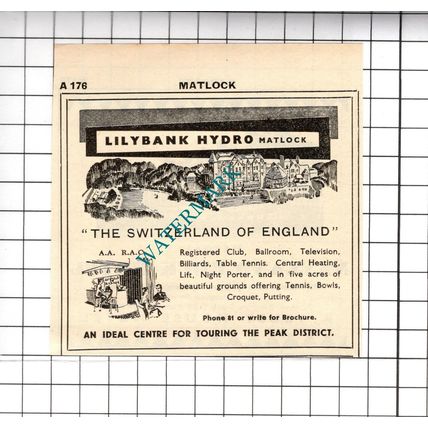 A 176
MATLOCK
LILYBANK HYDRO MATLOCK
"THE SWITZERLAND OF ENGLAND"
A.A. R.A.C.
Registered Club, Ballroom, Television,
Billiards, Table Tennis. Central Heating,
Lift, Night Porter, and in five acres of
beautiful grounds offering Tennis, Bowls,
Croquet, Putting.
Phone 81 or write for Brochure.
AN IDEAL CENTRE FOR TOURING THE PEAK DISTRICT.
WATERMARK